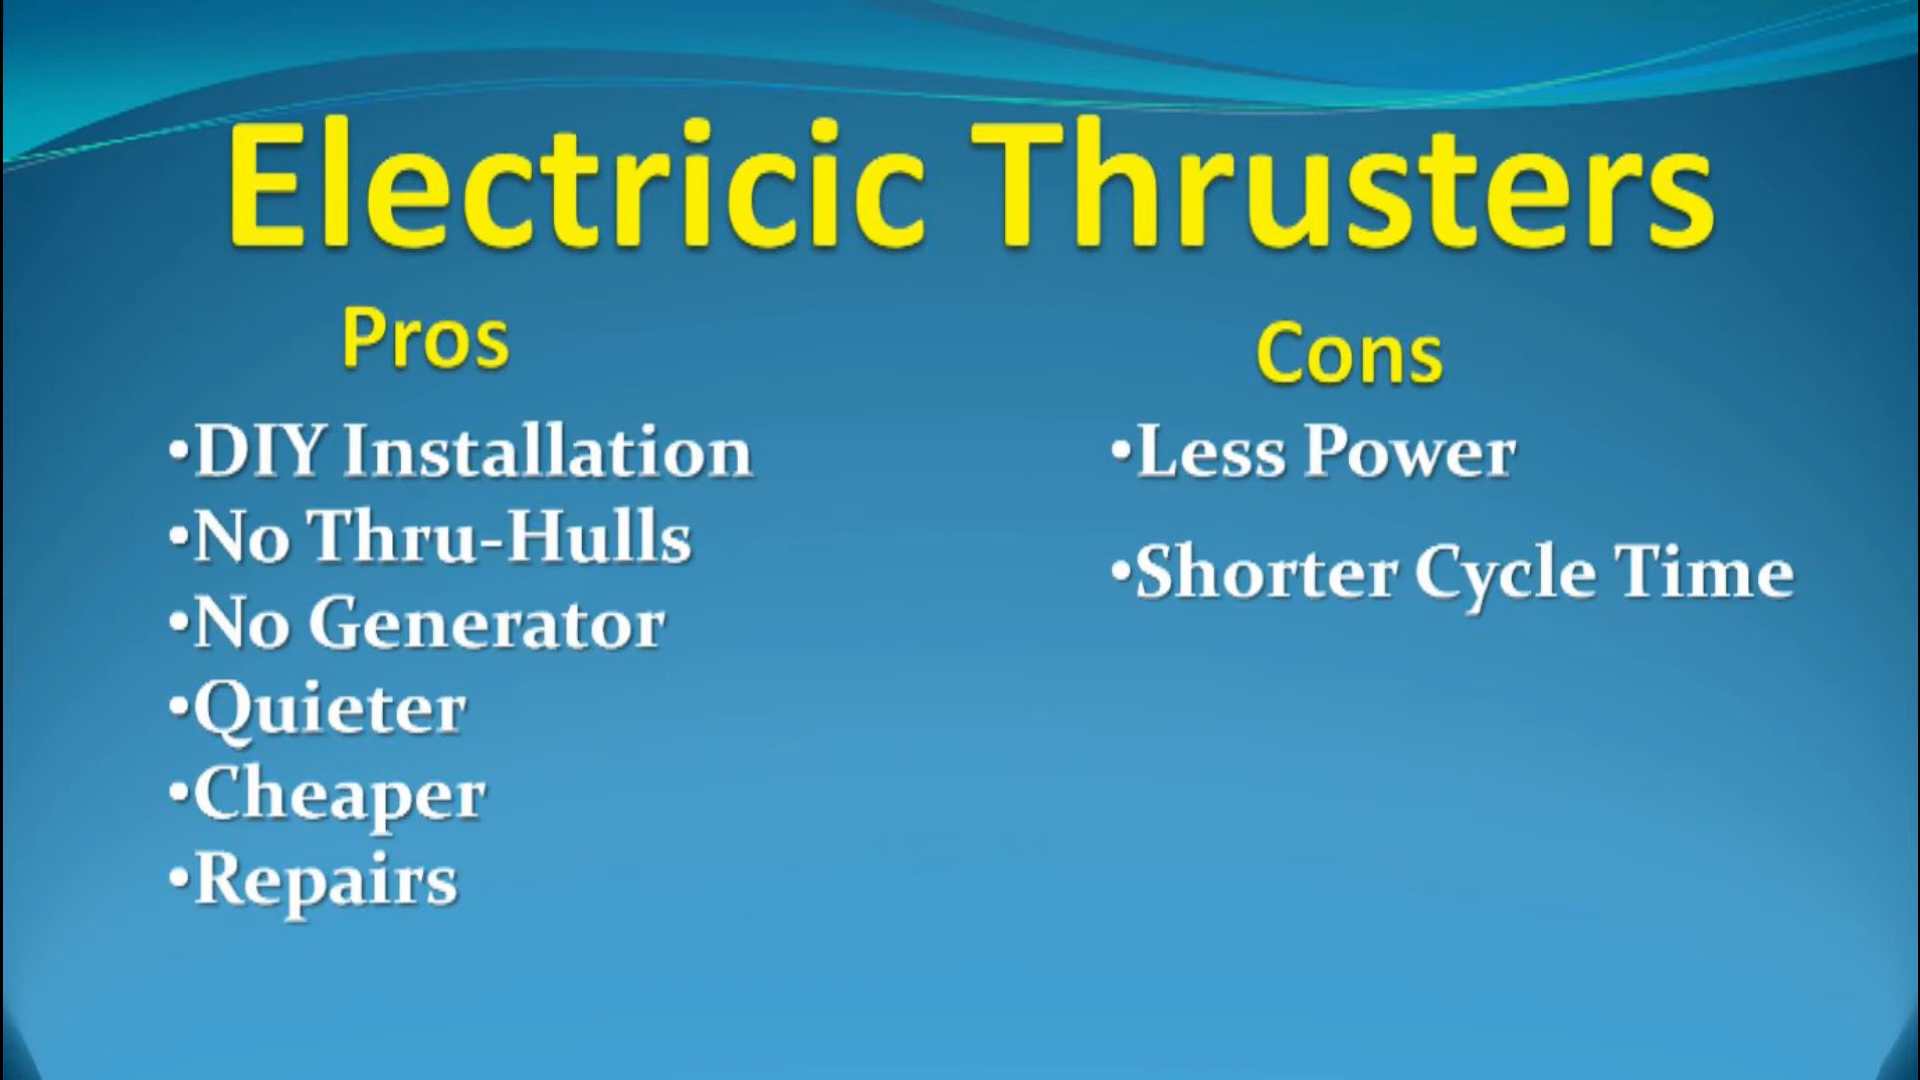 Electricic Thrusters
Pros
•DIY Installation
•No Thru-Hulls
•No Generator
•Quieter
•Cheaper
•Repairs
Cons
•Less Power
•Shorter Cycle Time